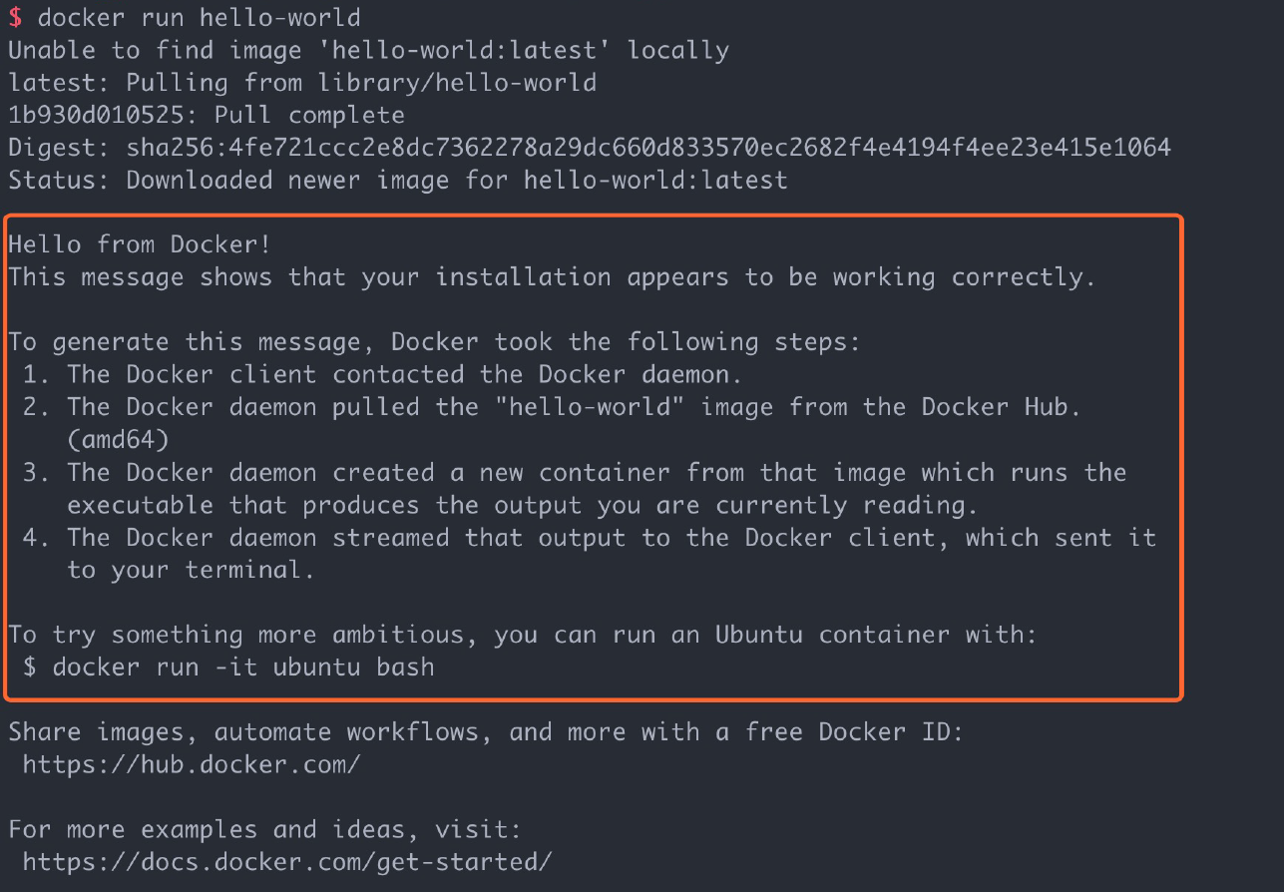 $ docker run hello-world
Unable to find image 'hello-world:latest' locally
latest: Pulling from library/hello-world
1b930d010525: Pull complete
Digest: sha256:4fe721ccc2e8dc7362278a29dc660d833570ec2682f4e4194f4ee23e415e1064
Status: Downloaded newer image for hello-world:latest
Hello from Docker!
This message shows that your installation appears to be working correctly.
To generate this message, Docker took the following steps:
1. The Docker client contacted the Docker daemon.
2. The Docker daemon pulled the "hello-world" image from the Docker Hub.
(amd64)
3. The Docker daemon created a new container from that image which runs the
executable that produces the output you are currently reading.
4. The Docker daemon streamed that output to the Docker client, which sent it
to your terminal.
To try something more ambitious, you can run an Ubuntu container with:
$ docker run -it ubuntu bash
Share images, automate workflows, and more with a free Docker ID:
https://hub.docker.com/
For more examples and ideas, visit:
https://docs.docker.com/get-started/